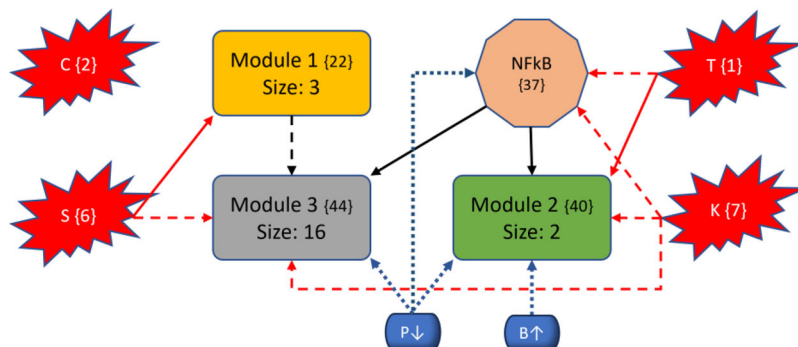 C {2}
Module 1 {22}
Size: 3
NFkB
{37}
T {1}
S {6}
Module 3 {44}
Size: 16
Module 2 {40}
Size: 2
K {7}
P↓
B↑